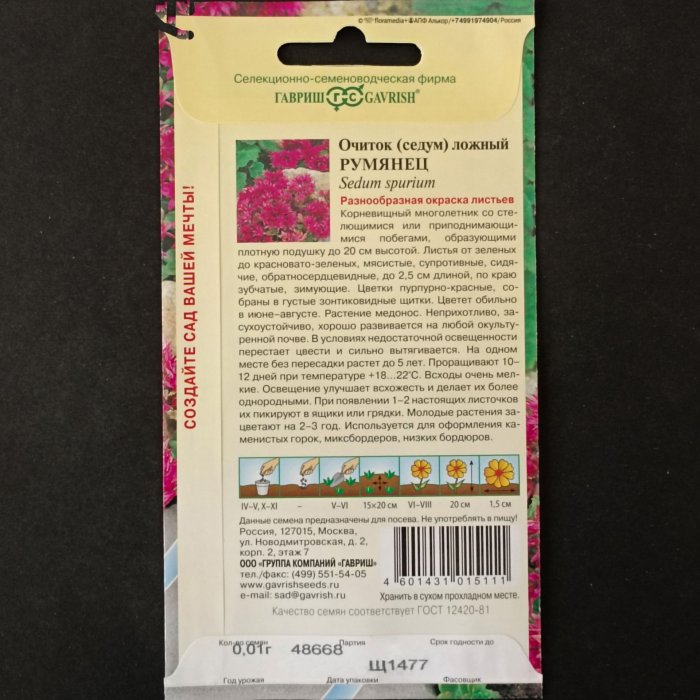 © floramedia+АПФ Алькор/+74991974904/Россия
Селекционно-семеноводческая фирма
ГАВРИШ ГС GAVRISH®
СОЗДАЙТЕ САД ВАШЕЙ МЕЧТЫ!
Очиток (седум) ложный
РУМЯНЕЦ
Sedum spurium
Разнообразная окраска листьев
Корневищный многолетник со сте-
лющимися или приподнимающи-
мися побегами, образующими
плотную подушку до 20 см высотой. Листья от зеленых
до красновато-зеленых, мясистые, супротивные, сидя-
чие, обратносердцевидные, до 2,5 см длиной, по краю
зубчатые, зимующие. Цветки пурпурно-красные, со-
браны в густые зонтиковидные щитки. Цветет обильно
в июне–августе. Растение медонос. Неприхотливо, за-
сухоустойчиво, хорошо развивается на любой окульту-
ренной почве. В условиях недостаточной освещенности
перестает цвести и сильно вытягивается. На одном
месте без пересадки растет до 5 лет. Проращивают 10–
12 дней при температуре +18...22°С. Всходы очень мел-
кие. Освещение улучшает всхожесть и делает их более
однородными. При появлении 1–2 настоящих листочков
их пикируют в ящики или грядки. Молодые растения за-
цветают на 2–3 год. Используется для оформления ка-
менистых горок, миксбордеров, низких бордюров.
IV–V, X–XI – V–VI 15×20 см VI–VIII 20 см 1,5 см
Данные семена предназначены для посева. Не употреблять в пищу!
Россия, 127015, Москва,
ул. Новодмитровская, д. 2,
корп. 2, этаж 7
ООО "ГРУППА КОМПАНИЙ "ГАВРИШ"
тел./факс: (499) 551-54-05
www.gavrishseeds.ru
e-mail: sad@gavrish.ru
4 601431 015111
Хранить в сухом прохладном месте.
Качество семян соответствует ГОСТ 12420-81
Кол-во семян Партия Срок годности до
0,01г 48668
Щ1477
Год урожая Дата упаковки Фасовщик